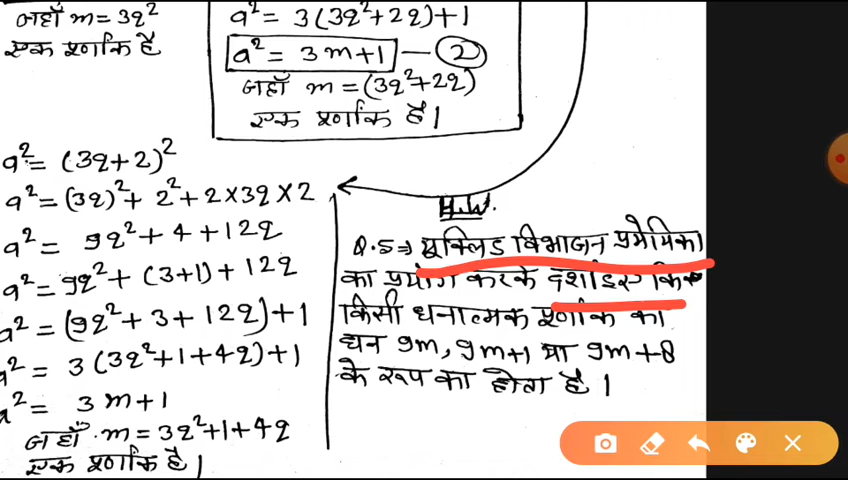 जहाँ m = 3q²
एक पूर्णांक है
a² = 3(3q²+2q)+1
a² = 3m+1 — ②
जहाँ m = (3q²+2q)
एक पूर्णांक है।
a² = (3q+2)²
a² = (3q)² + 2² + 2×3q×2
a² = 9q² + 4 + 12q
a² = 9q² + (3+1) + 12q
a² = (9q² + 3 + 12q) + 1
a² = 3(3q²+1+4q)+1
a² = 3m+1
जहाँ m = 3q²+1+4q
एक पूर्णांक है।
H.W.
Q.5⇒ यूक्लिड विभाजन प्रमेयिका
का प्रयोग करके दर्शाइए कि
किसी धनात्मक पूर्णांक का
घन 9m, 9m+1 या 9m+8
के रूप का होता है।